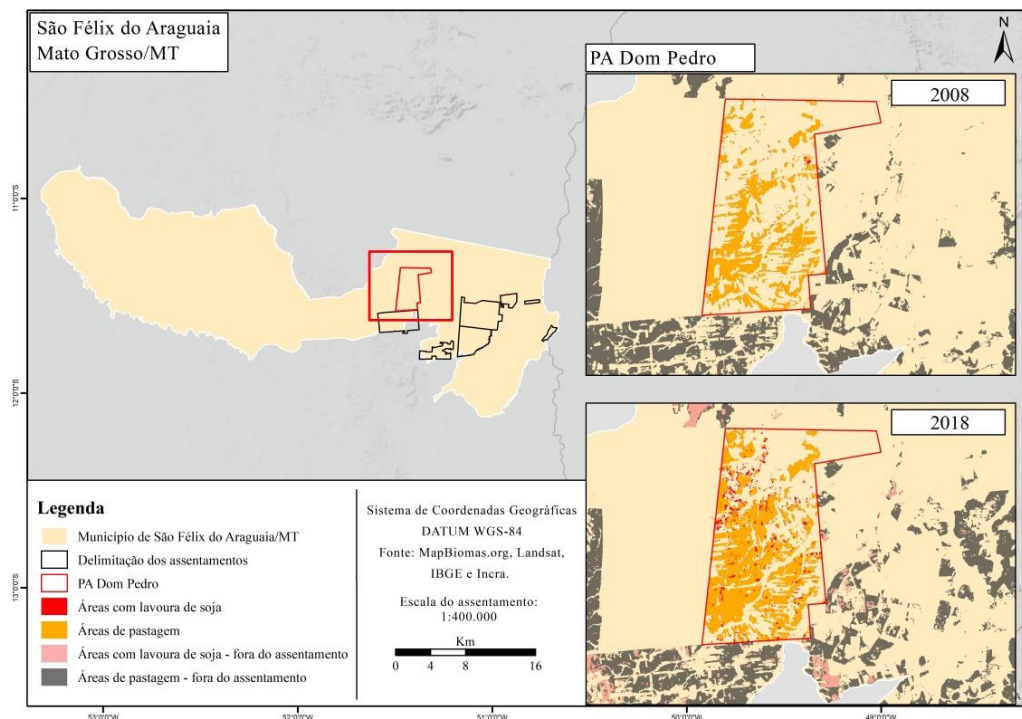 São Félix do Araguaia
Mato Grosso/MT
PA Dom Pedro
N
2008
2018
11°0'0"S
12°0'0"S
13°0'0"S
53°0'0"W
52°0'0"W
51°0'0"W
50°0'0"W
49°0'0"W
Legenda
Município de São Félix do Araguaia/MT
Delimitação dos assentamentos
PA Dom Pedro
Áreas com lavoura de soja
Áreas de pastagem
Áreas com lavoura de soja - fora do assentamento
Áreas de pastagem - fora do assentamento
Sistema de Coordenadas Geográficas
DATUM WGS-84
Fonte: MapBiomas.org, Landsat,
IBGE e Incra.
Escala do assentamento:
1:400.000
Km
0 4 8 16
A